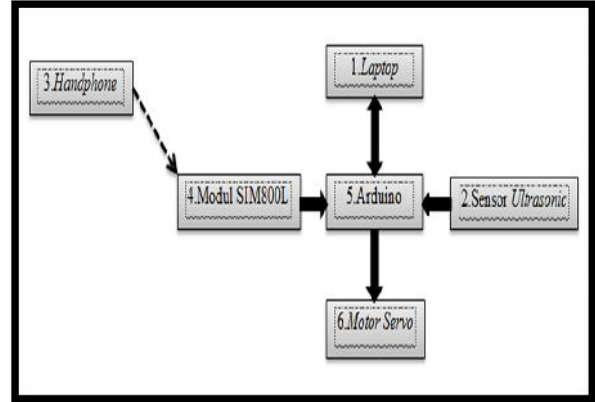 1.Laptop
3.Handphone
4.Modul SIM800L
5.Arduino
2.Sensor Ultrasonic
6.Motor Servo